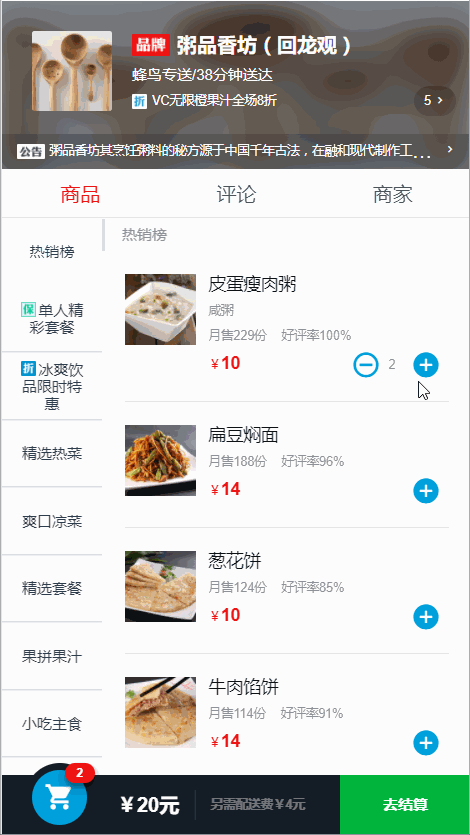 品牌 粥品香坊（回龙观）
蜂鸟专送/38分钟送达
折 VC无限橙果汁全场8折
5 >
公告 粥品香坊其烹饪粥料的秘方源于中国千年古法，在融和现代制作工... >
商品 评论 商家
热销榜
保 单人精
彩套餐
折 冰爽饮
品限时特
惠
精选热菜
爽口凉菜
精选套餐
果拼果汁
小吃主食
热销榜
皮蛋瘦肉粥
咸粥
月售229份 好评率100%
￥10
2
扁豆焖面
月售188份 好评率96%
￥14
葱花饼
月售124份 好评率85%
￥10
牛肉馅饼
月售114份 好评率91%
￥14
2
￥20元
另需配送费￥4元
去结算